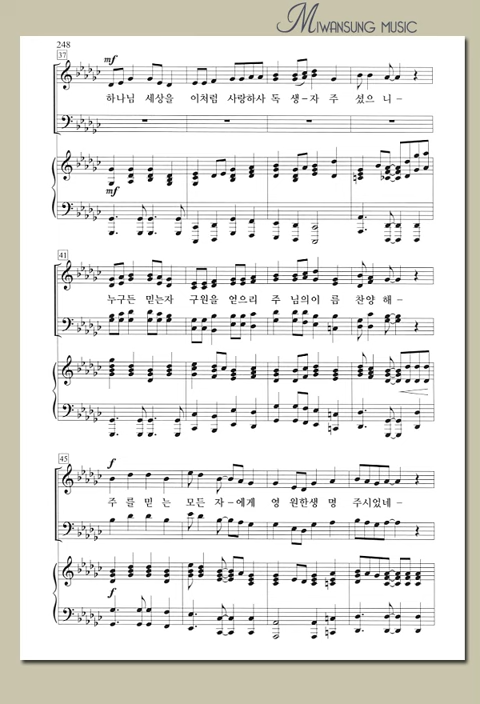 MIWANSUNG MUSIC
248
37
mf
하나님 세상을 이처럼 사랑하사 독 생-자 주 셨으 니-
mf
41
누구든 믿는자 구원을 얻으리 주 님의이 름 찬양 해-
45
f
주 를 믿 는 모든 자-에게 영 원한생 명 주시었네-
f